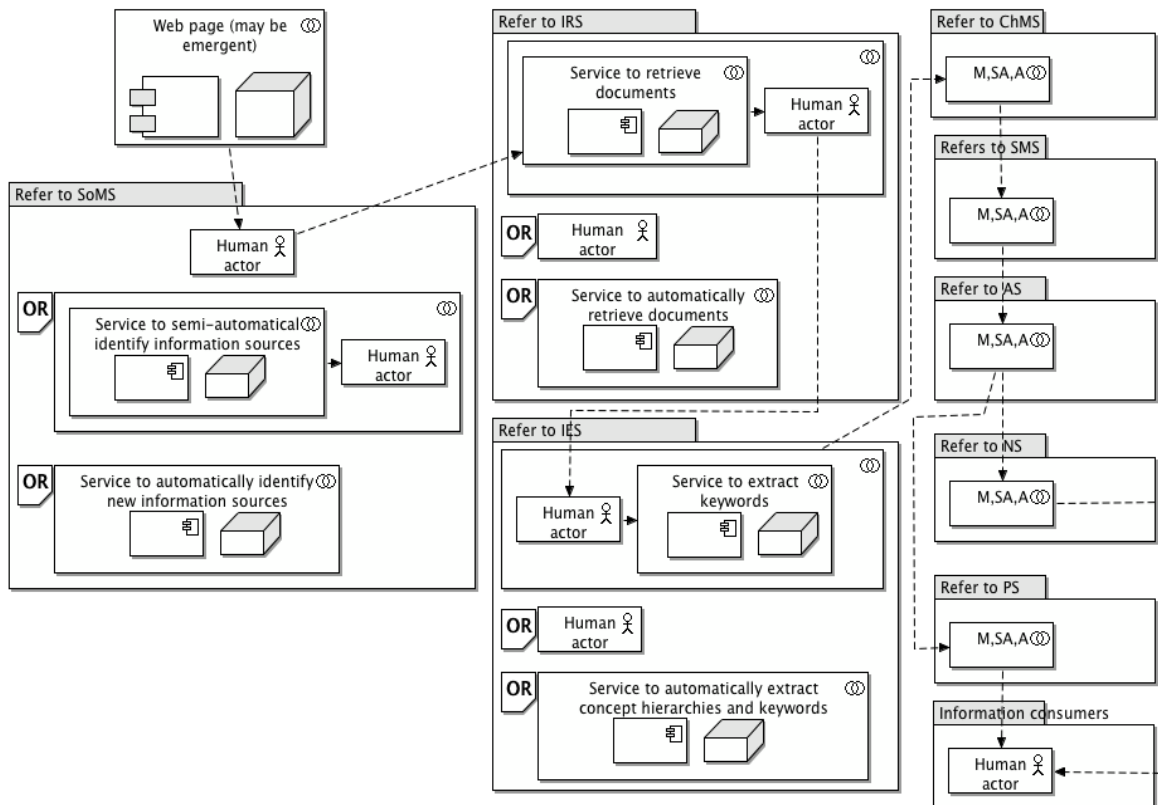 Web page (may be
emergent)
Refer to SoMS
Human
actor
OR
Service to semi-automatical
identify information sources
Human
actor
OR
Service to automatically identify
new information sources
Refer to IRS
Service to retrieve
documents
Human
actor
OR
Human
actor
OR
Service to automatically
retrieve documents
Refer to IES
Human
actor
Service to extract
keywords
OR
Human
actor
OR
Service to automatically extract
concept hierarchies and keywords
Refer to ChMS
M,SA,A
Refers to SMS
M,SA,A
Refer to AS
M,SA,A
Refer to NS
M,SA,A
Refer to PS
M,SA,A
Information consumers
Human
actor